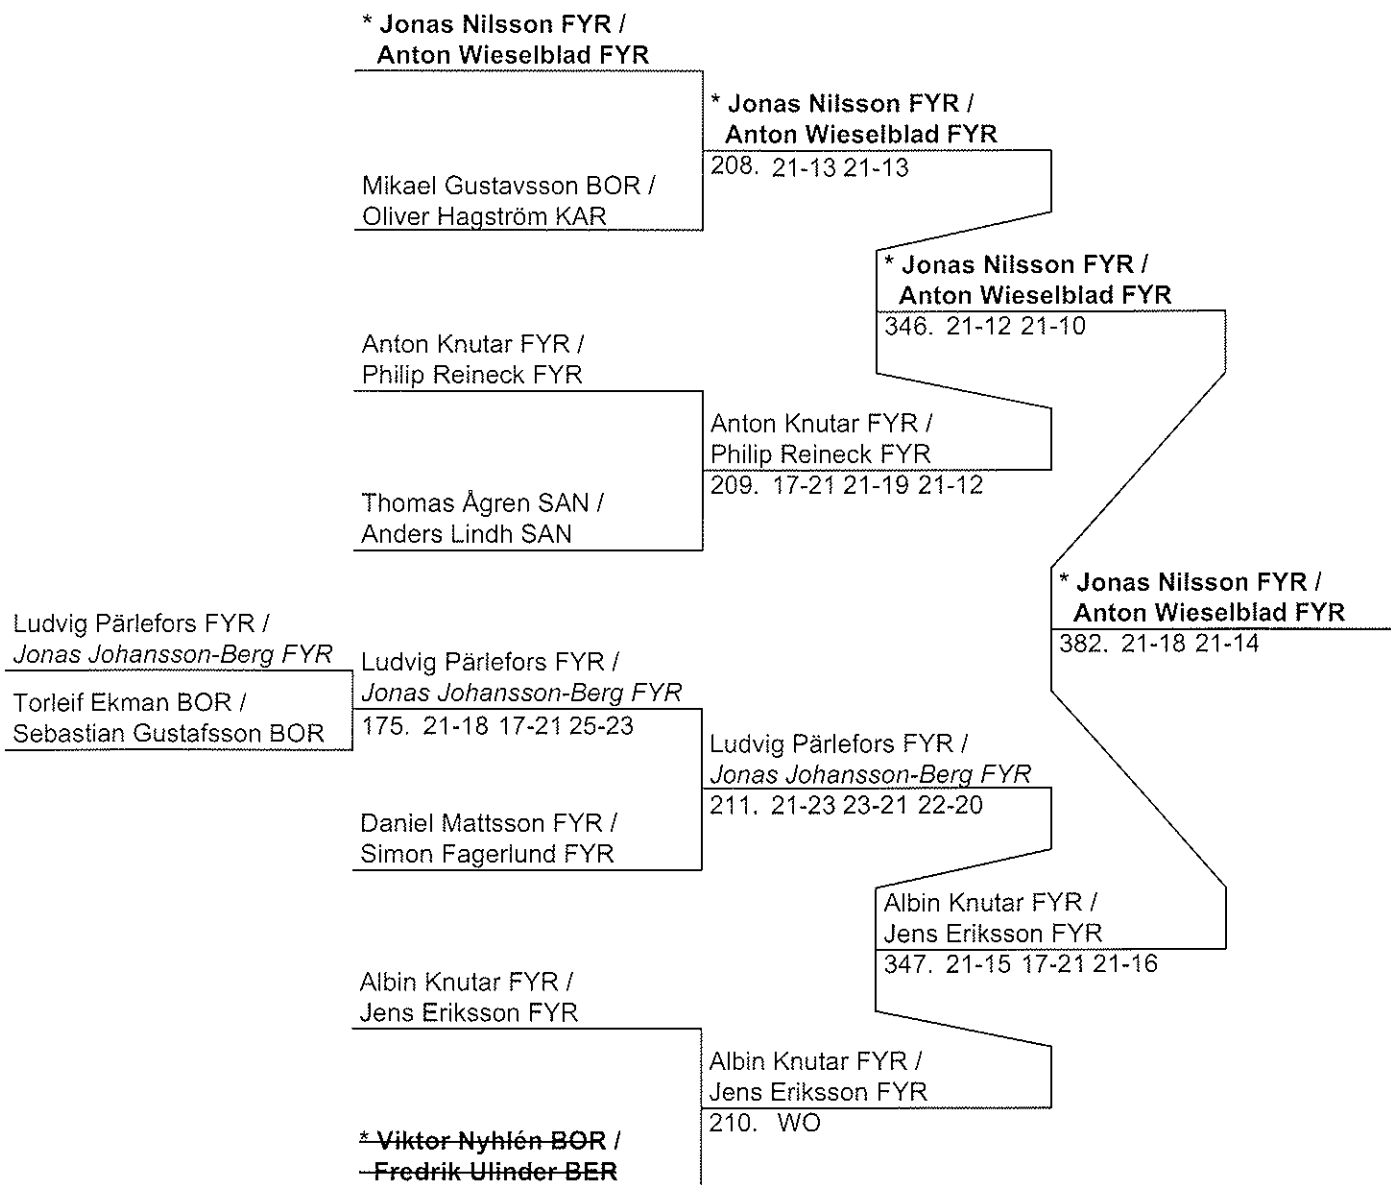 * Jonas Nilsson FYR /
Anton Wieselblad FYR
* Jonas Nilsson FYR /
Anton Wieselblad FYR
208. 21-13 21-13
Mikael Gustavsson BOR /
Oliver Hagström KAR
* Jonas Nilsson FYR /
Anton Wieselblad FYR
346. 21-12 21-10
Anton Knutar FYR /
Philip Reineck FYR
Anton Knutar FYR /
Philip Reineck FYR
209. 17-21 21-19 21-12
Thomas Ågren SAN /
Anders Lindh SAN
* Jonas Nilsson FYR /
Anton Wieselblad FYR
382. 21-18 21-14
Ludvig Pärlefors FYR /
Jonas Johansson-Berg FYR
Ludvig Pärlefors FYR /
Jonas Johansson-Berg FYR
175. 21-18 17-21 25-23
Torleif Ekman BOR /
Sebastian Gustafsson BOR
Ludvig Pärlefors FYR /
Jonas Johansson-Berg FYR
211. 21-23 23-21 22-20
Daniel Mattsson FYR /
Simon Fagerlund FYR
Albin Knutar FYR /
Jens Eriksson FYR
347. 21-15 17-21 21-16
Albin Knutar FYR /
Jens Eriksson FYR
Albin Knutar FYR /
Jens Eriksson FYR
210. WO
* Viktor Nyhlén BOR /
Fredrik Ulinder BER